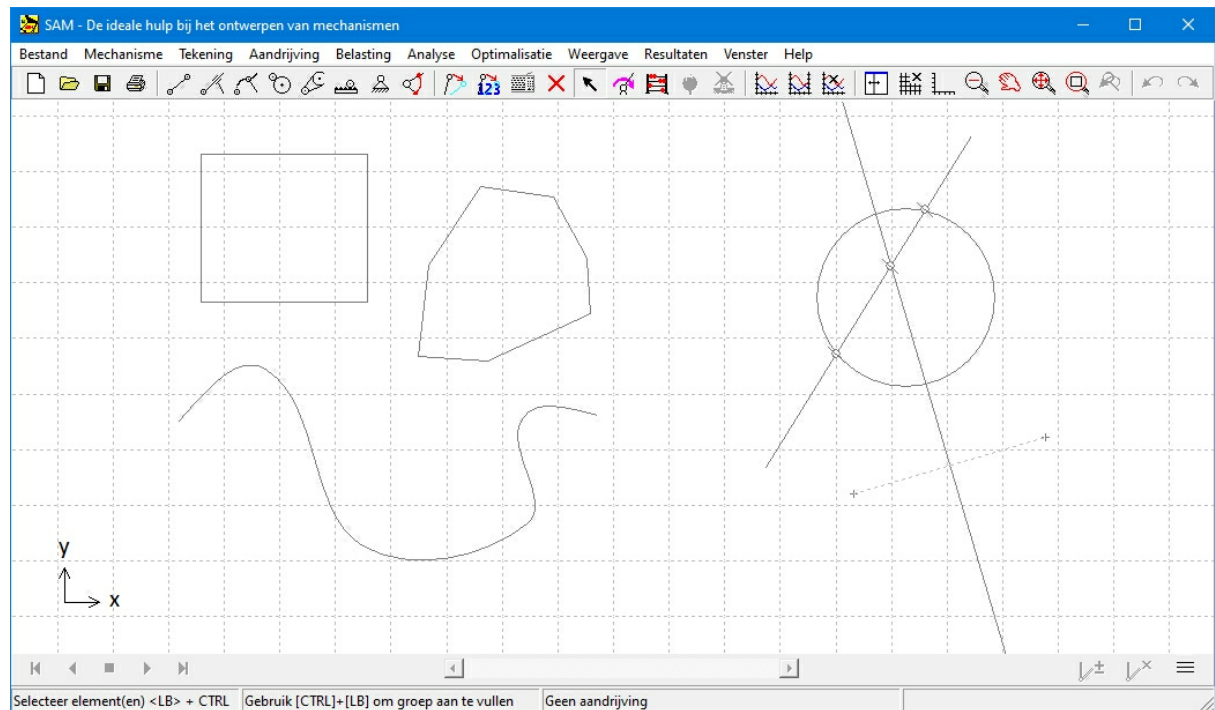 SAM - De ideale hulp bij het ontwerpen van mechanismen
Bestand Mechanisme Tekening Aandrijving Belasting Analyse Optimalisatie Weergave Resultaten Venster Help
123
y
x
Selecteer element(en) <LB> + CTRL Gebruik [CTRL]+[LB] om groep aan te vullen Geen aandrijving